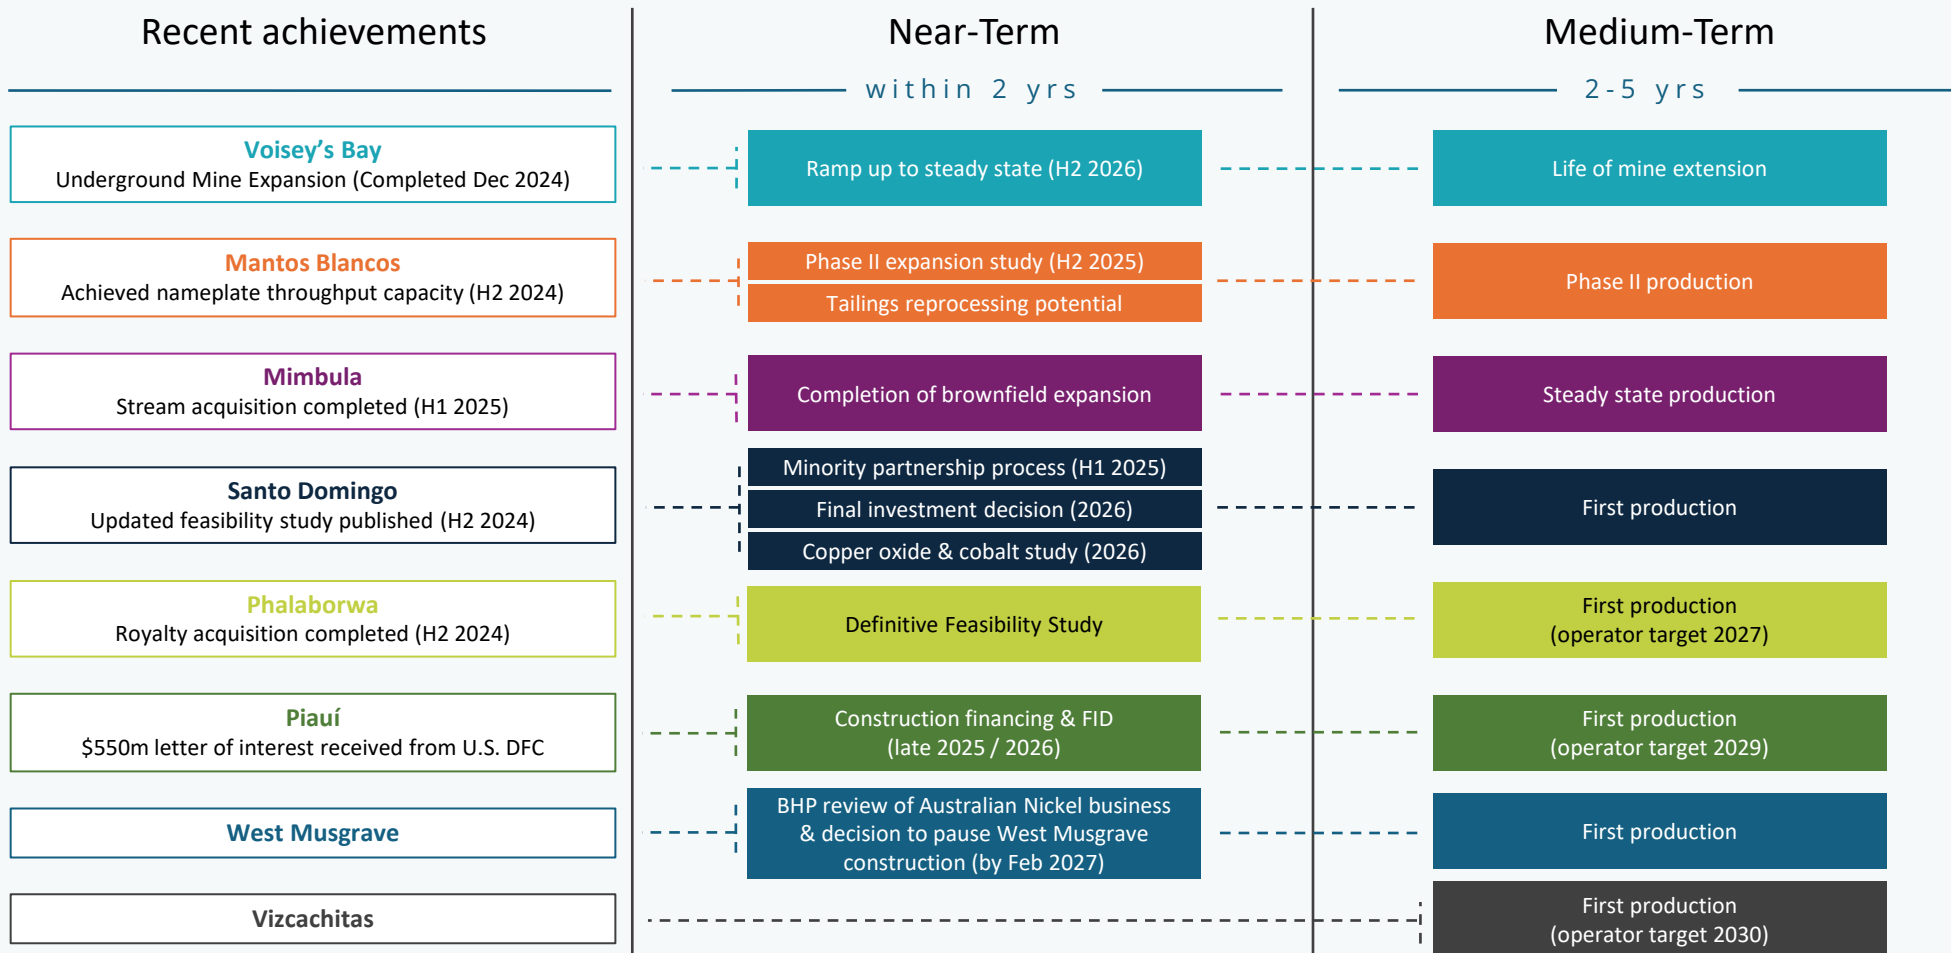 Recent achievements
Near-Term
Medium-Term
within 2 yrs
2-5 yrs
Voisey's Bay
Underground Mine Expansion (Completed Dec 2024)
Ramp up to steady state (H2 2026)
Life of mine extension
Mantos Blancos
Achieved nameplate throughput capacity (H2 2024)
Phase II expansion study (H2 2025)
Tailings reprocessing potential
Phase II production
Mimbula
Stream acquisition completed (H1 2025)
Completion of brownfield expansion
Steady state production
Santo Domingo
Updated feasibility study published (H2 2024)
Minority partnership process (H1 2025)
Final investment decision (2026)
Copper oxide & cobalt study (2026)
First production
Phalaborwa
Royalty acquisition completed (H2 2024)
Definitive Feasibility Study
First production
(operator target 2027)
Piauí
$550m letter of interest received from U.S. DFC
Construction financing & FID
(late 2025 / 2026)
First production
(operator target 2029)
West Musgrave
BHP review of Australian Nickel business
& decision to pause West Musgrave
construction (by Feb 2027)
First production
Vizcachitas
First production
(operator target 2030)